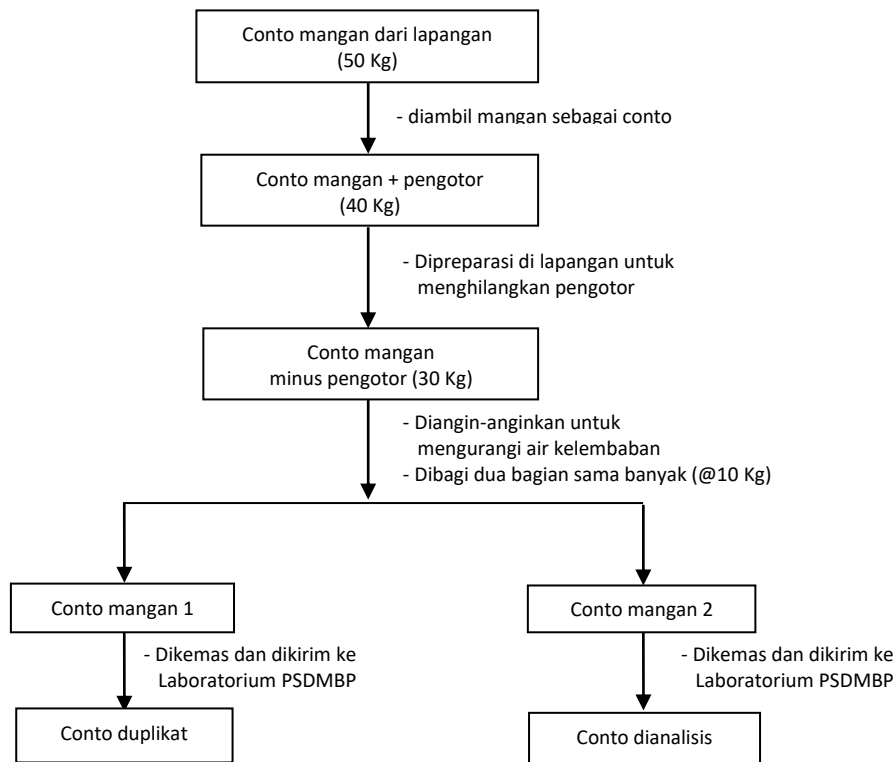 Conto mangan dari lapangan
(50 Kg)
- diambil mangan sebagai conto
Conto mangan + pengotor
(40 Kg)
- Dipreparasi di lapangan untuk
menghilangkan pengotor
Conto mangan
minus pengotor (30 Kg)
- Diangin-anginkan untuk
mengurangi air kelembaban
- Dibagi dua bagian sama banyak (@10 Kg)
Conto mangan 1
- Dikemas dan dikirim ke
Laboratorium PSDMBP
Conto duplikat
Conto mangan 2
- Dikemas dan dikirim ke
Laboratorium PSDMBP
Conto dianalisis